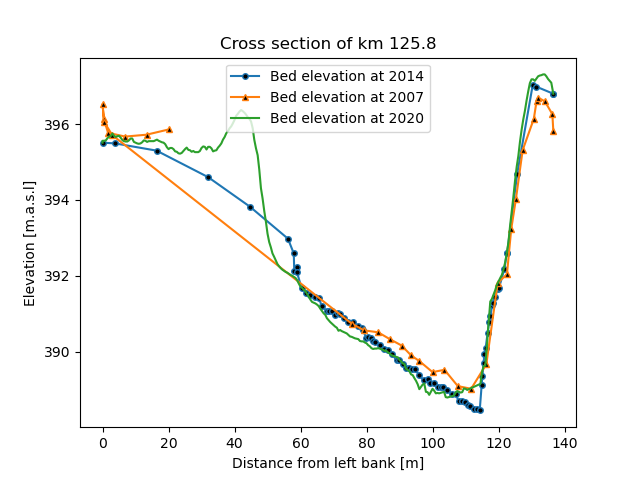 Cross section of km 125.8
Bed elevation at 2014
Bed elevation at 2007
Bed elevation at 2020
Elevation [m.a.s.l]
396
394
392
390
0 20 40 60 80 100 120 140
Distance from left bank [m]